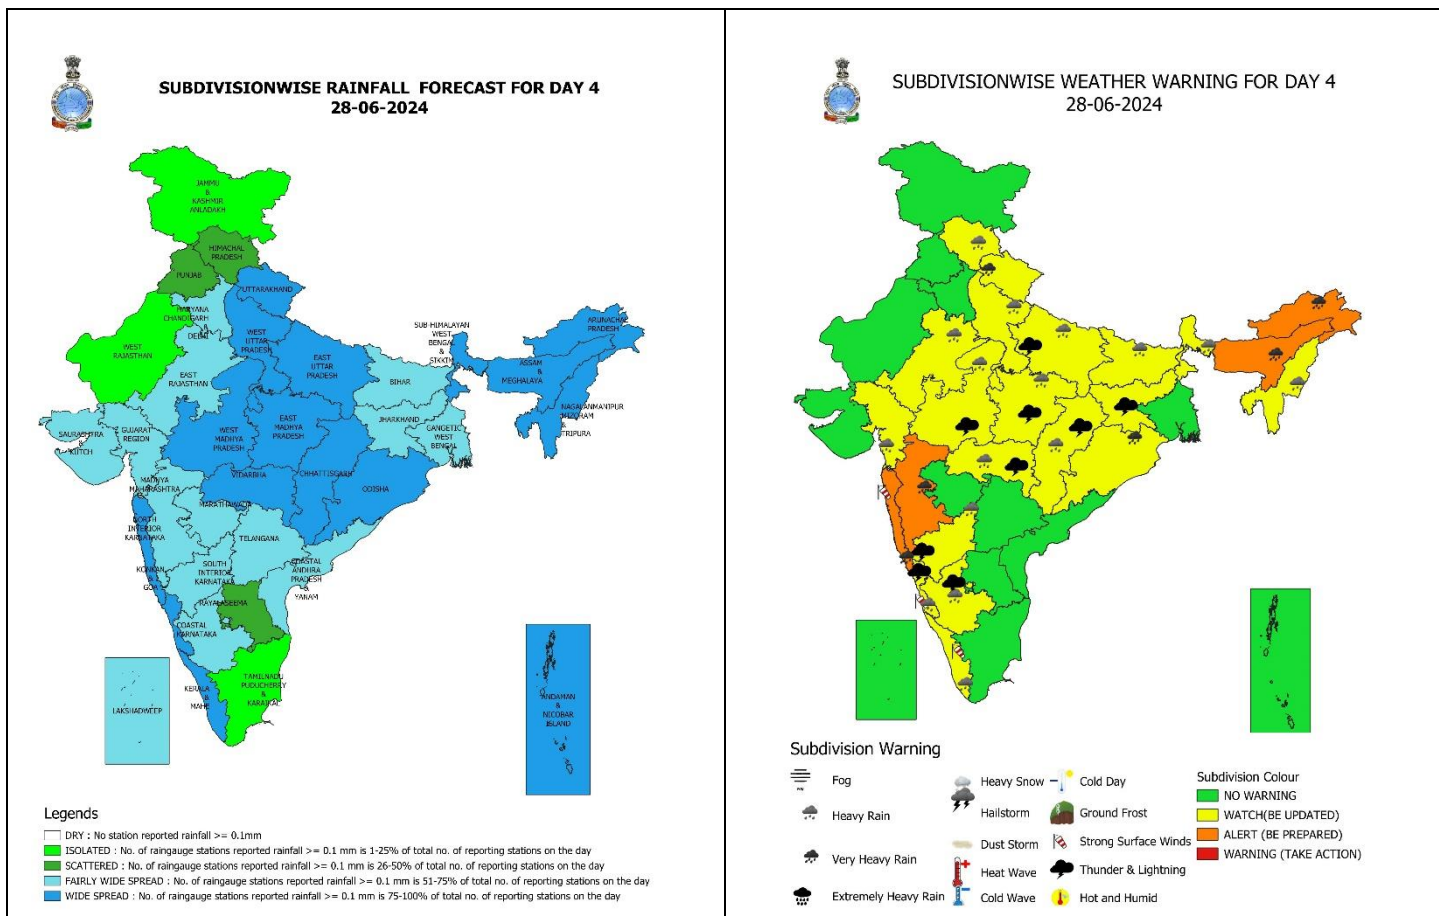 SUBDIVISIONWISE RAINFALL FORECAST FOR DAY 4
28-06-2024
JAMMU
&
KASHMIR
ANLADAKH
HIMACHAL
PRADESH
PUNJAB
UTTARAKHAND
HARYANA
CHANDIGARH
&
DELHI
WEST
UTTAR
PRADESH
WEST
RAJASTHAN
EAST
UTTAR
PRADESH
EAST
RAJASTHAN
SUB-HIMALAYAN
WEST
BENGAL
&
SIKKIM
ARUNACHAL
PRADESH
ASSAM
&
MEGHALAYA
BIHAR
NAGALANMANIPUR
MIZORAM
&
TRIPURA
JHARKHAND
GANGETIC
WEST
BENGAL
SAURASHTRA
&
KUTCH
GUJARAT
REGION
WEST
MADHYA
PRADESH
EAST
MADHYA
PRADESH
CHHATTISGARH
VIDARBHA
ODISHA
MADHYA
MAHARASHTRA
MARATHAWADA
NORTH
INTERIOR
KARNATAKA
TELANGANA
KONKAN
&
GOA
SOUTH
INTERIOR
KARNATAKA
COASTAL
ANDHRA
PRADESH
&
YANAM
RAYALASEEMA
COASTAL
KARNATAKA
KERALA
&
MAHE
TAMILNADU
PUDUCHERRY
&
KARAIKAL
LAKSHADWEEP
ANDAMAN
&
NICOBAR
ISLAND
Legends
DRY : No station reported rainfall >= 0.1mm
ISOLATED : No. of raingauge stations reported rainfall >= 0.1 mm is 1-25% of total no. of reporting stations on the day
SCATTERED : No. of raingauge stations reported rainfall >= 0.1 mm is 26-50% of total no. of reporting stations on the day
FAIRLY WIDE SPREAD : No. of raingauge stations reported rainfall >= 0.1 mm is 51-75% of total no. of reporting stations on the day
WIDE SPREAD : No. of raingauge stations reported rainfall >= 0.1 mm is 75-100% of total no. of reporting stations on the day
SUBDIVISIONWISE WEATHER WARNING FOR DAY 4
28-06-2024
Subdivision Warning
Fog
Heavy Rain
Very Heavy Rain
Extremely Heavy Rain
Heavy Snow
Hailstorm
Dust Storm
Heat Wave
Cold Wave
Cold Day
Ground Frost
Strong Surface Winds
Thunder & Lightning
Hot and Humid
Subdivision Colour
NO WARNING
WATCH(BE UPDATED)
ALERT (BE PREPARED)
WARNING (TAKE ACTION)